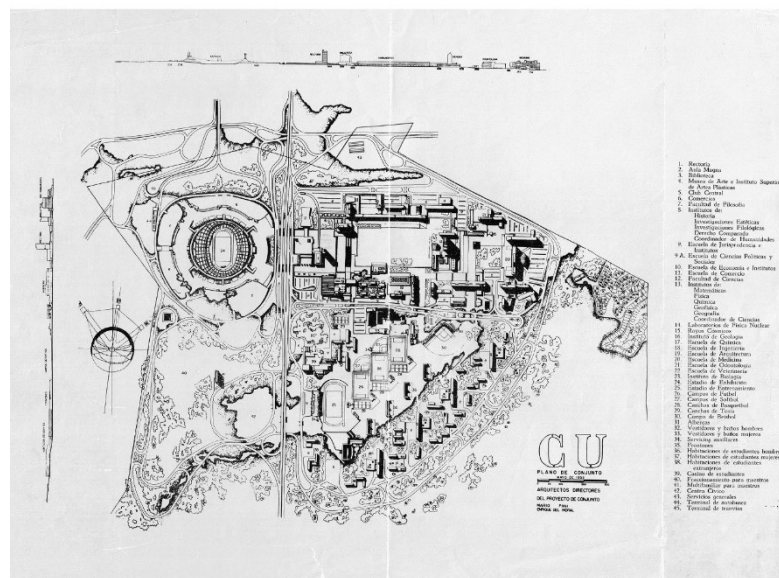 1. Rectoría
2. Aula Magna
3. Biblioteca
4. Museo de Arte e Instituto Superior
de Artes Plásticas
5. Club Central
6. Comercios
7. Facultad de Filosofía
8. Institutos de:
Historia
Investigaciones Estéticas
Investigaciones Filológicas
Derecho Comparado
Coordinador de Humanidades
9. Escuela de Jurisprudencia e
Institutos
9 A. Escuela de Ciencias Políticas y
Sociales
10. Escuela de Economía e Institutos
11. Escuela de Comercio
12. Facultad de Ciencias
13. Institutos de:
Matemáticas
Física
Química
Geofísica
Geografía
Coordinador de Ciencias
14. Laboratorios de Física Nuclear
15. Rayos Cósmicos
16. Instituto de Geología
17. Escuela de Química
18. Escuela de Ingeniería
19. Escuela de Arquitectura
20. Escuela de Medicina
21. Escuela de Odontología
22. Escuela de Veterinaria
23. Instituto de Biología
24. Estadio de Exhibición
25. Estadio de Entrenamiento
26. Campos de Futbol
27. Campos de Softbol
28. Canchas de Basquetbol
29. Canchas de Tenis
30. Campo de Beisbol
31. Albercas
32. Vestidores y baños hombres
33. Vestidores y baños mujeres
34. Servicios auxiliares
35. Frontones
36. Habitaciones de estudiantes hombres
37. Habitaciones de estudiantes mujeres
38. Habitaciones de estudiantes
extranjeros
39. Casino de estudiantes
40. Fraccionamiento para maestros
41. Multifamiliar para maestros
42. Centro Cívico
43. Servicios generales
44. Terminal de autobuses
45. Terminal de tranvías
CU
PLANO DE CONJUNTO
ARQUITECTOS DIRECTORES
DEL PROYECTO DE CONJUNTO
MARIO PANI
ENRIQUE DEL MORAL